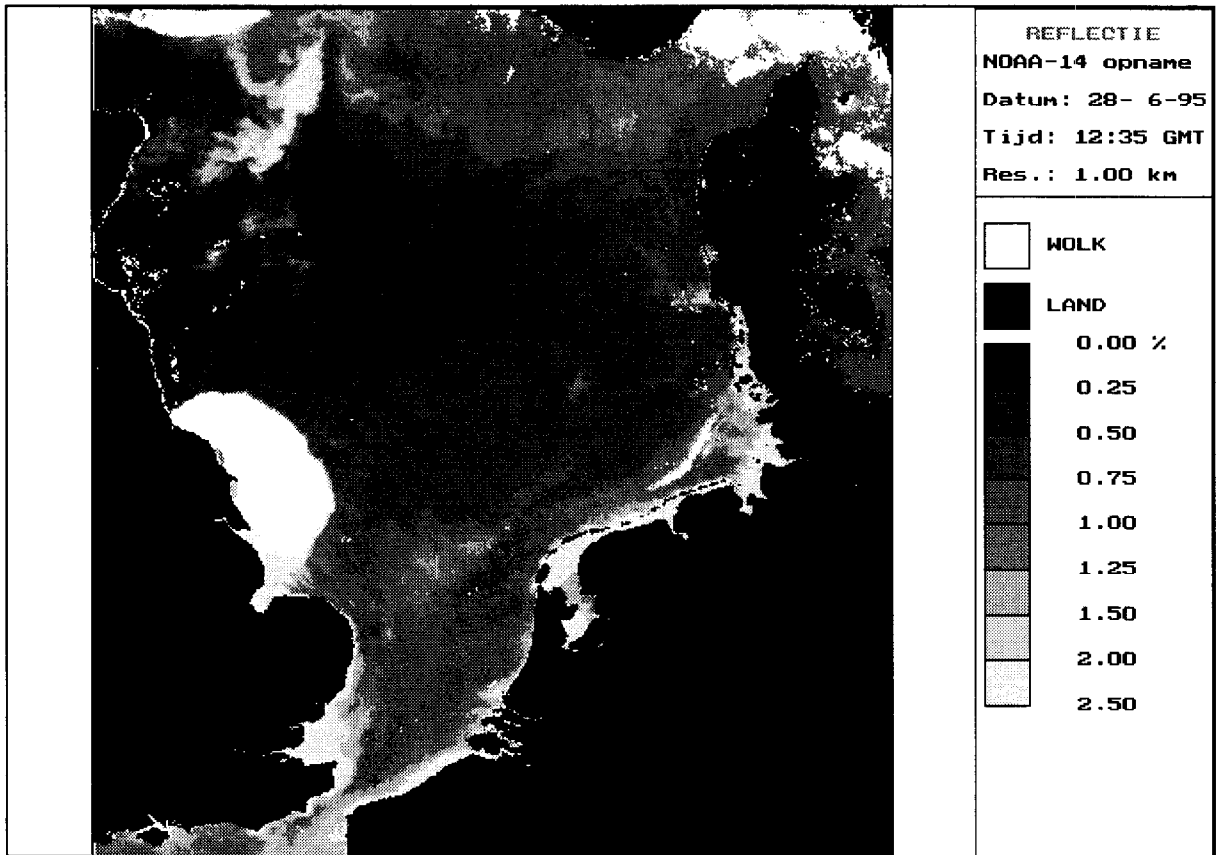 REFLECTIE
NOAA-14 opname
Datum: 28- 6-95
Tijd: 12:35 GMT
Res.: 1.00 km
WOLK
LAND
0.00 %
0.25
0.50
0.75
1.00
1.25
1.50
2.00
2.50